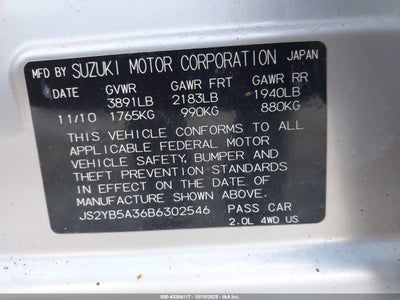 MFD BY SUZUKI MOTOR CORPORATION JAPAN
DATE GVWR GAWR FRT GAWR RR
3891LB 2183LB 1940LB
11/10 1765KG 990KG 880KG
THIS VEHICLE CONFORMS TO ALL
APPLICABLE FEDERAL MOTOR
VEHICLE SAFETY, BUMPER AND
THEFT PREVENTION STANDARDS
IN EFFECT ON THE DATE OF
MANUFACTURE SHOWN ABOVE.
JS2YB5A36B6302546 PASS CAR
2.0L 4WD US